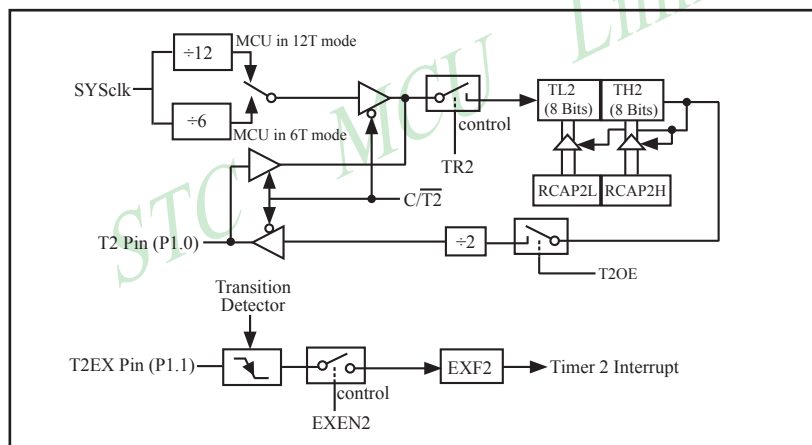 ÷12
MCU in 12T mode
SYSclk
÷6
MCU in 6T mode
control
TR2
TL2
(8 Bits)
TH2
(8 Bits)
RCAP2L
RCAP2H
C/T2
T2 Pin (P1.0)
÷2
T2OE
Transition
Detector
T2EX Pin (P1.1)
control
EXEN2
EXF2
Timer 2 Interrupt
STC MCU Limi